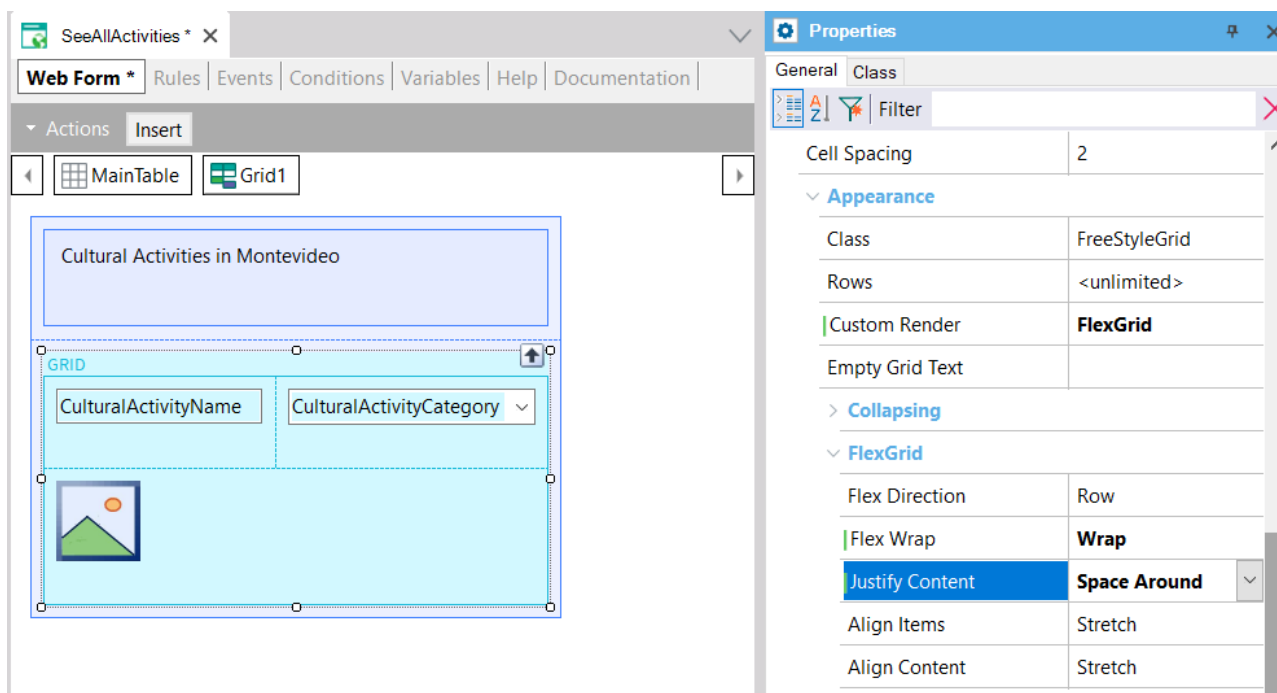 SeeAllActivities *
Web Form * Rules Events Conditions Variables Help Documentation
Actions Insert
MainTable Grid1
Cultural Activities in Montevideo
GRID
CulturalActivityName CulturalActivityCategory
Properties
General Class
A Z Filter
Cell Spacing 2
Appearance
Class FreeStyleGrid
Rows <unlimited>
Custom Render FlexGrid
Empty Grid Text
Collapsing
FlexGrid
Flex Direction Row
Flex Wrap Wrap
Justify Content Space Around
Align Items Stretch
Align Content Stretch